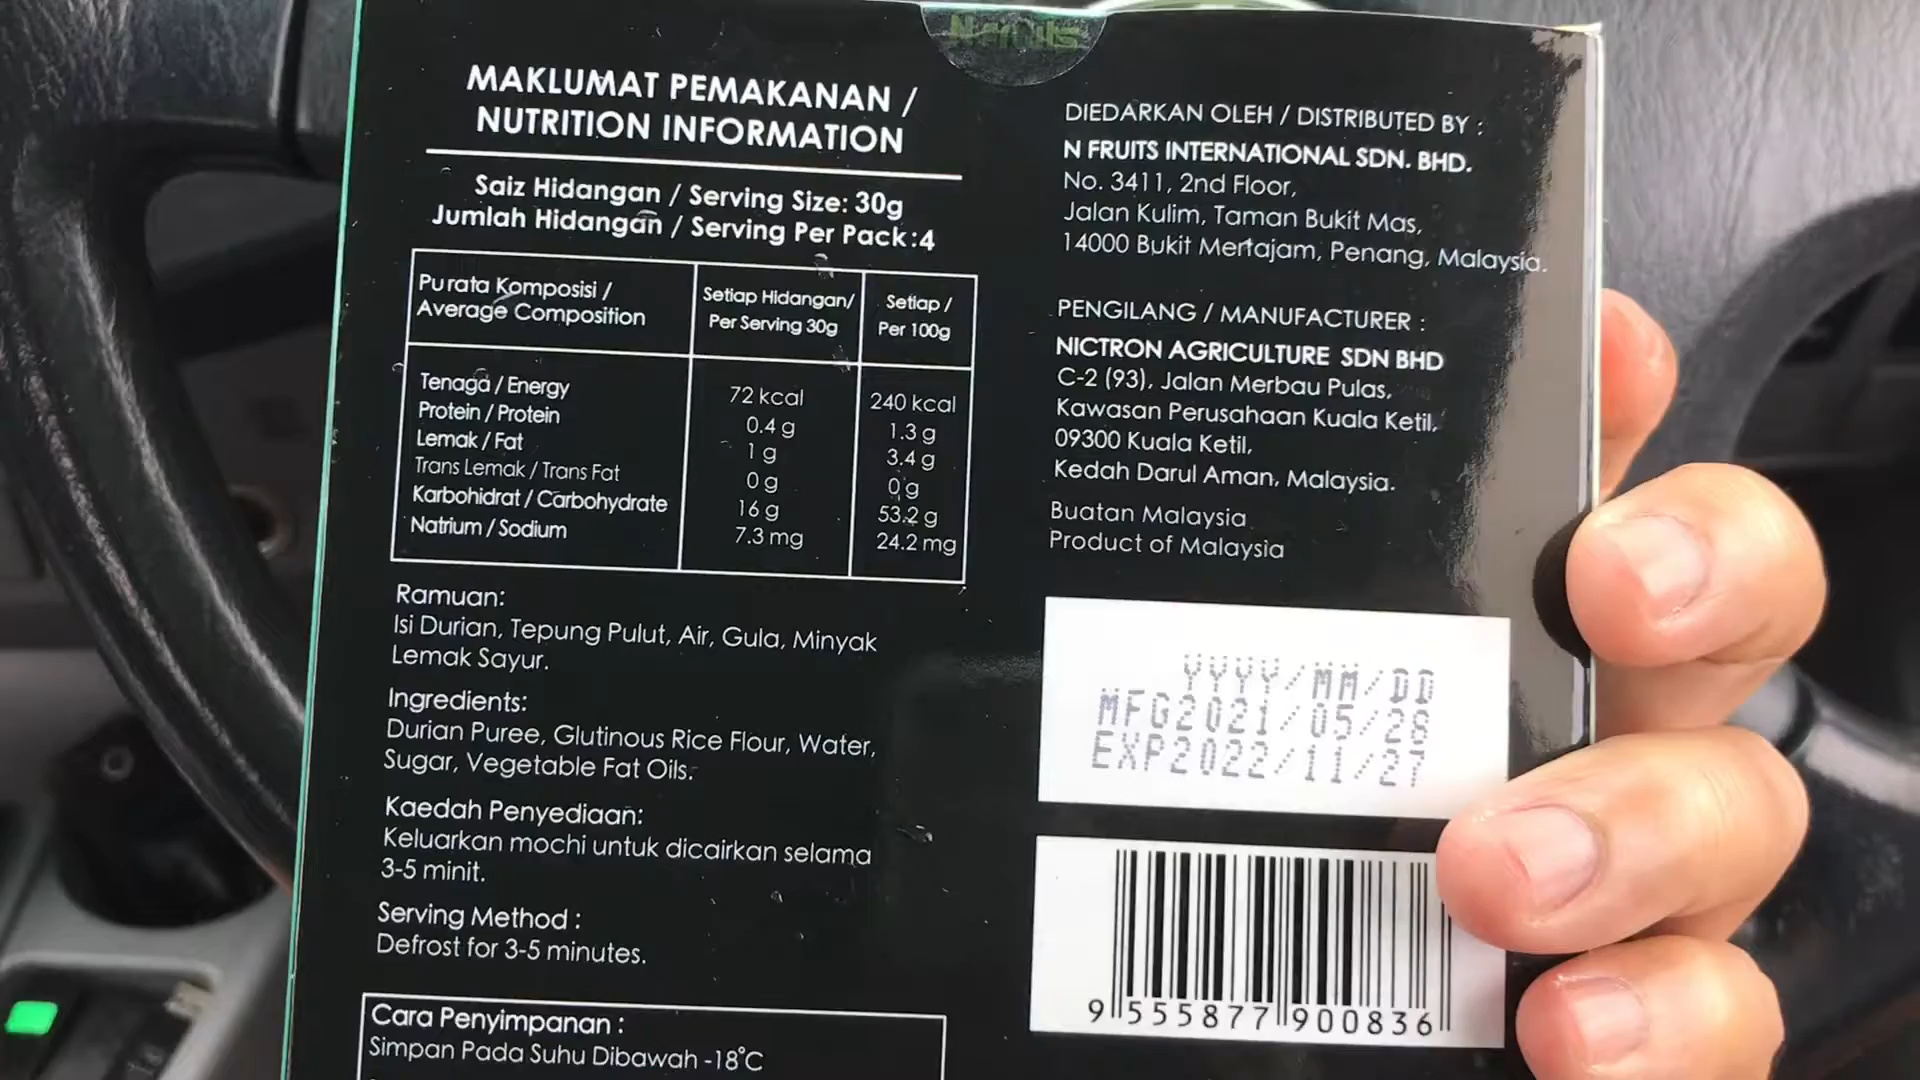 MAKLUMAT PEMAKANAN /
NUTRITION INFORMATION
Saiz Hidangan / Serving Size: 30g
Jumlah Hidangan / Serving Per Pack:4
Purata Komposisi /
Average Composition
Setiap Hidangan/
Per Serving 30g
Setiap /
Per 100g
Tenaga / Energy 72 kcal 240 kcal
Protein / Protein 0.4 g 1.3 g
Lemak / Fat 1 g 3.4 g
Trans Lemak / Trans Fat 0 g 0 g
Karbohidrat / Carbohydrate 16 g 53.2 g
Natrium / Sodium 7.3 mg 24.2 mg
Ramuan:
Isi Durian, Tepung Pulut, Air, Gula, Minyak
Lemak Sayur.
Ingredients:
Durian Puree, Glutinous Rice Flour, Water,
Sugar, Vegetable Fat Oils.
Kaedah Penyediaan:
Keluarkan mochi untuk dicairkan selama
3-5 minit.
Serving Method :
Defrost for 3-5 minutes.
Cara Penyimpanan :
Simpan Pada Suhu Dibawah -18°C
DIEDARKAN OLEH / DISTRIBUTED BY :
N FRUITS INTERNATIONAL SDN. BHD.
No. 3411, 2nd Floor,
Jalan Kulim, Taman Bukit Mas,
14000 Bukit Mertajam, Penang, Malaysia.
PENGILANG / MANUFACTURER :
NICTRON AGRICULTURE SDN BHD
C-2 (93), Jalan Merbau Pulas,
Kawasan Perusahaan Kuala Ketil,
09300 Kuala Ketil,
Kedah Darul Aman, Malaysia.
Buatan Malaysia
Product of Malaysia
YYYY/MM/DD
MFG2021/05/28
EXP2022/11/27
9 555877 900836